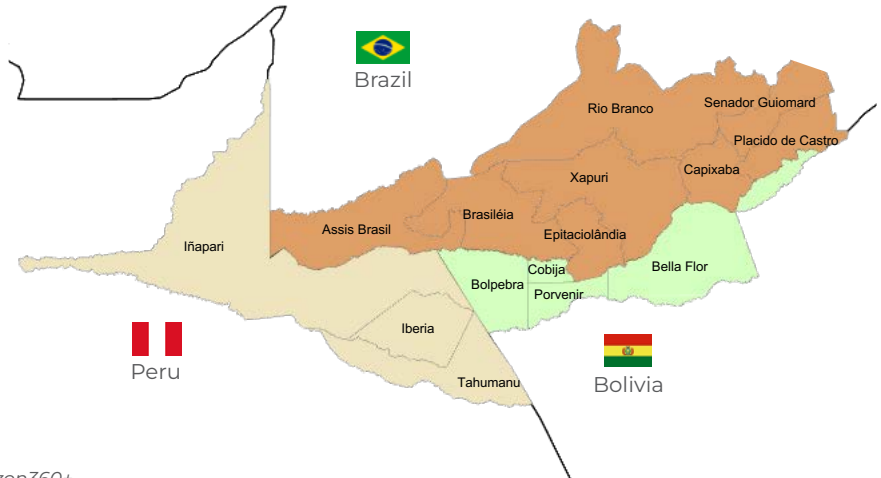 Brazil
Rio Branco
Senador Guiomard
Placido de Castro
Capixaba
Xapuri
Brasiléia
Assis Brasil
Epitaciolândia
Iñapari
Cobija
Bella Flor
Bolpebra
Porvenir
Iberia
Peru
Tahumanu
Bolivia